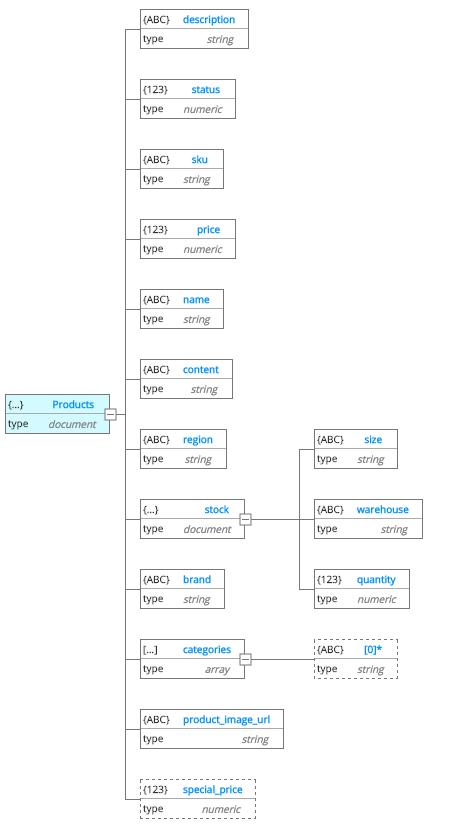 {ABC} description
type string
{123} status
type numeric
{ABC} sku
type string
{123} price
type numeric
{ABC} name
type string
{ABC} content
type string
{...} Products
type document
{ABC} region
type string
{ABC} size
type string
{...} stock
type document
{ABC} warehouse
type string
{ABC} brand
type string
{123} quantity
type numeric
[...] categories
type array
{ABC} [0]*
type string
{ABC} product_image_url
type string
{123} special_price
type numeric